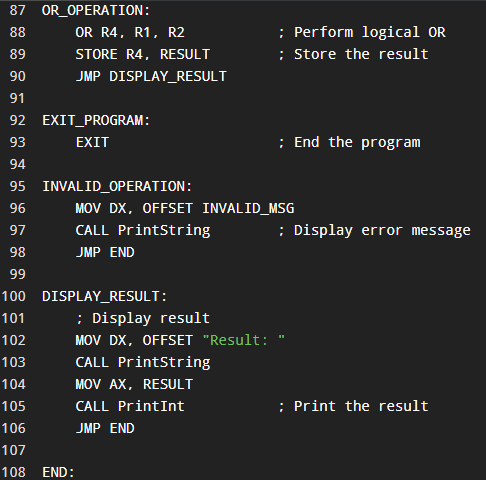 87 OR_OPERATION:
88     OR R4, R1, R2           ; Perform logical OR
89     STORE R4, RESULT        ; Store the result
90     JMP DISPLAY_RESULT
91
92 EXIT_PROGRAM:
93     EXIT                    ; End the program
94
95 INVALID_OPERATION:
96     MOV DX, OFFSET INVALID_MSG
97     CALL PrintString        ; Display error message
98     JMP END
99
100 DISPLAY_RESULT:
101     ; Display result
102     MOV DX, OFFSET "Result: "
103     CALL PrintString
104     MOV AX, RESULT
105     CALL PrintInt           ; Print the result
106     JMP END
107
108 END: